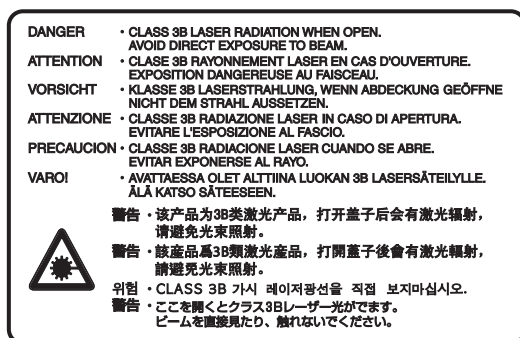 DANGER · CLASS 3B LASER RADIATION WHEN OPEN.
AVOID DIRECT EXPOSURE TO BEAM.
ATTENTION · CLASE 3B RAYONNEMENT LASER EN CAS D'OUVERTURE.
EXPOSITION DANGEREUSE AU FAISCEAU.
VORSICHT · KLASSE 3B LASERSTRAHLUNG, WENN ABDECKUNG GEÖFFNE
NICHT DEM STRAHL AUSSETZEN.
ATTENZIONE · CLASSE 3B RADIAZIONE LASER IN CASO DI APERTURA.
EVITARE L'ESPOSIZIONE AL FASCIO.
PRECAUCION · CLASSE 3B RADIACIONE LASER CUANDO SE ABRE.
EVITAR EXPONERSE AL RAYO.
VARO! · AVATTAESSA OLET ALTTIINA LUOKAN 3B LASERSÄTEILYLLE.
ÄLÄ KATSO SÄTEESEEN.
警告 · 该产品为3B类激光产品，打开盖子后会有激光辐射，
请避免光束照射。
警告 · 該産品爲3B類激光産品，打開蓋子後會有激光輻射，
請避免光束照射。
위험 · CLASS 3B 가시 레이저광선을 직접 보지마십시오.
警告 · ここを開くとクラス3Bレーザー光がでます。
ビームを直接見たり、触れないでください。